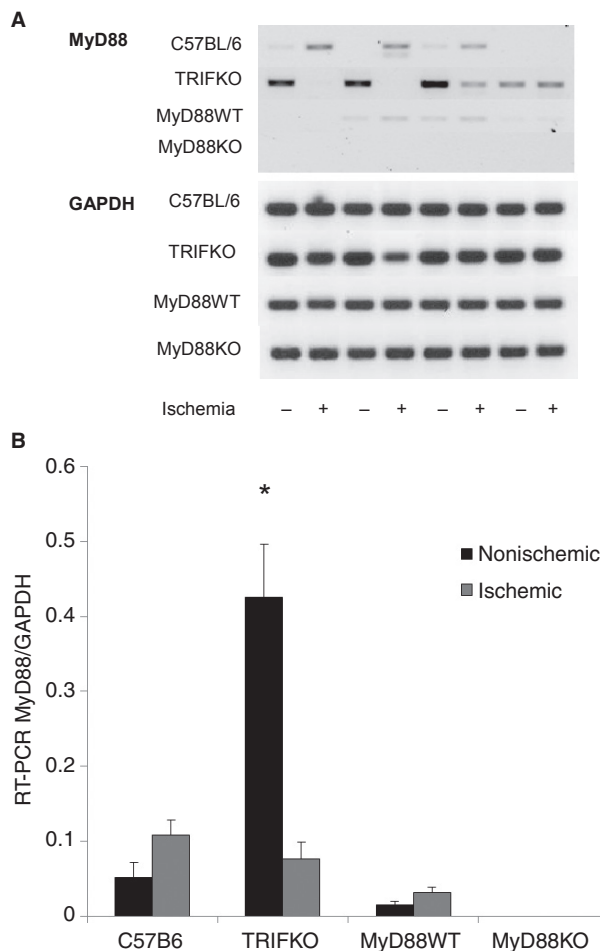 A
MyD88
C57BL/6
TRIFKO
MyD88WT
MyD88KO
GAPDH
C57BL/6
TRIFKO
MyD88WT
MyD88KO
Ischemia – + – + – + – +
B
0.6
0.5
0.4
0.3
0.2
0.1
0
RT-PCR MyD88/GAPDH
*
Nonischemic
Ischemic
C57B6 TRIFKO MyD88WT MyD88KO